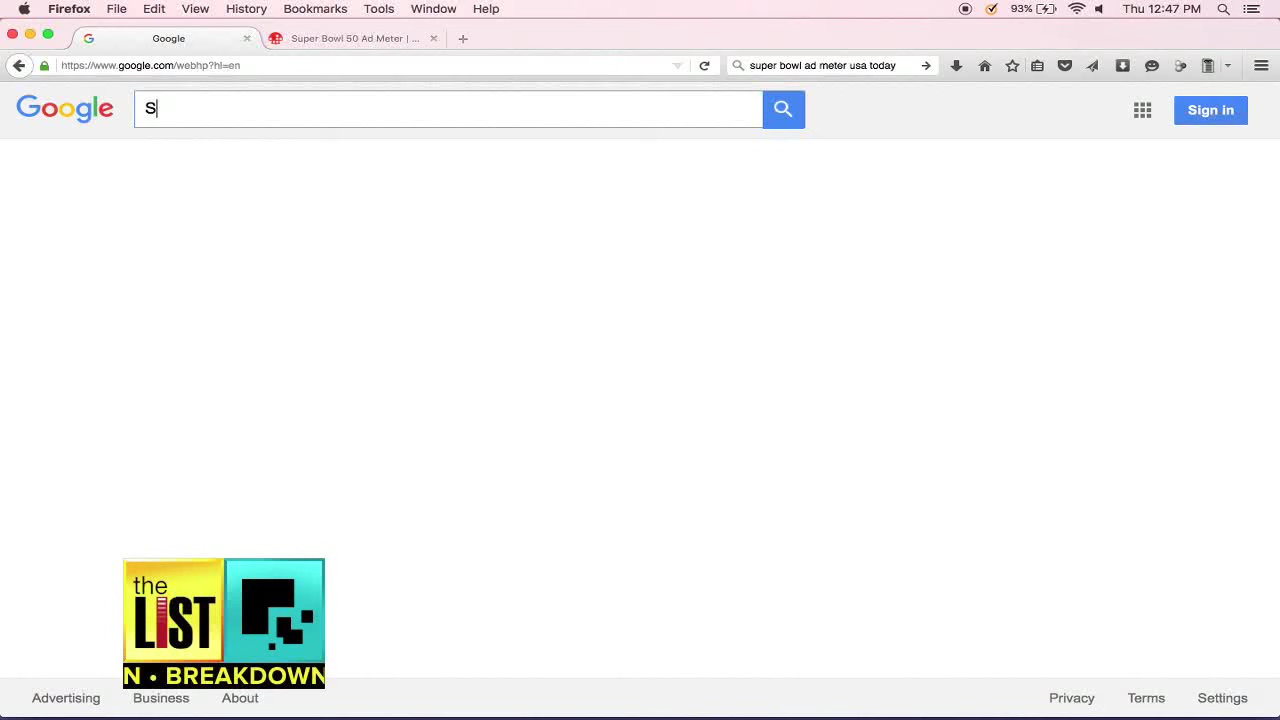 Firefox File Edit View History Bookmarks Tools Window Help 93% Thu 12:47 PM
Google Super Bowl 50 Ad Meter | ...
https://www.google.com/webhp?hl=en super bowl ad meter usa today
Google S Sign in
the
LIST
N • BREAKDOWN
Advertising Business About Privacy Terms Settings